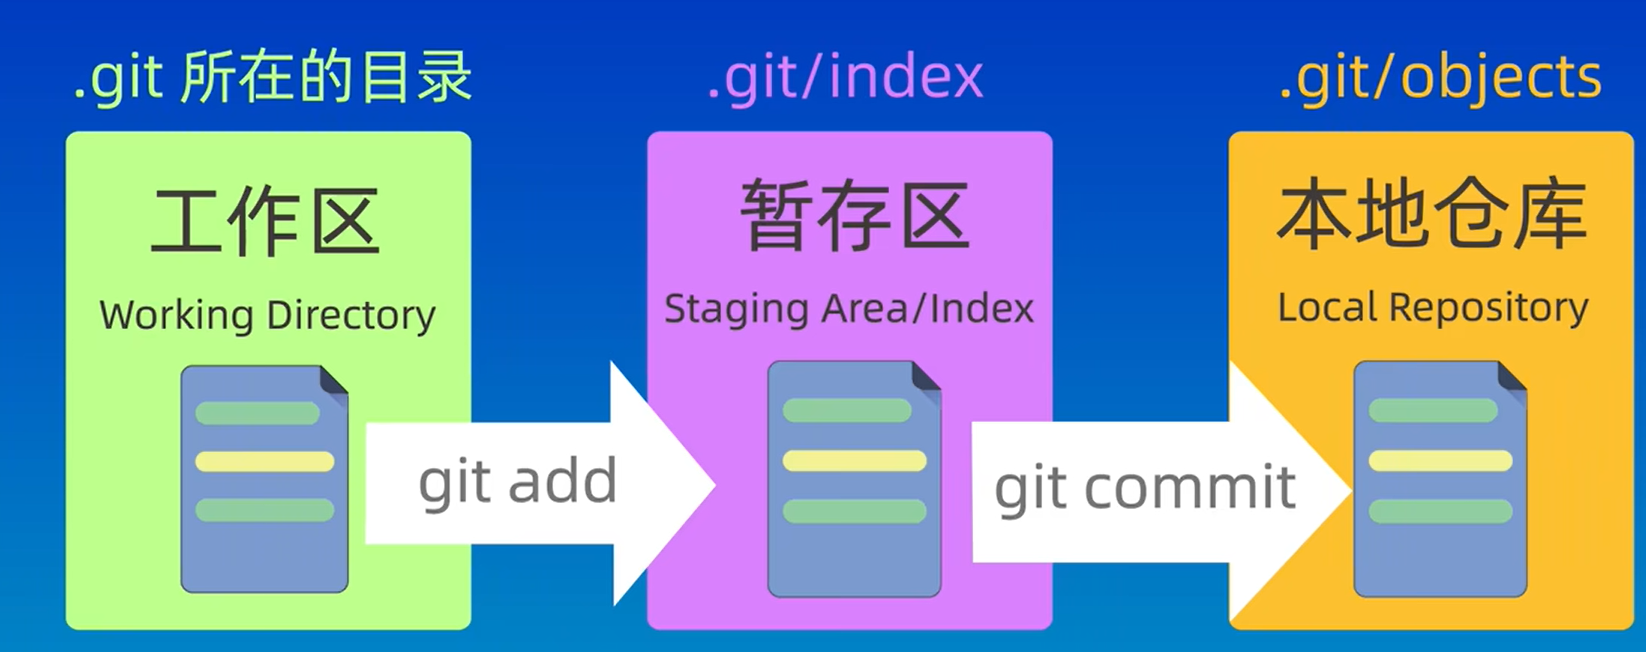 .git 所在的目录
.git/index
.git/objects
工作区
Working Directory
暂存区
Staging Area/Index
本地仓库
Local Repository
git add
git commit